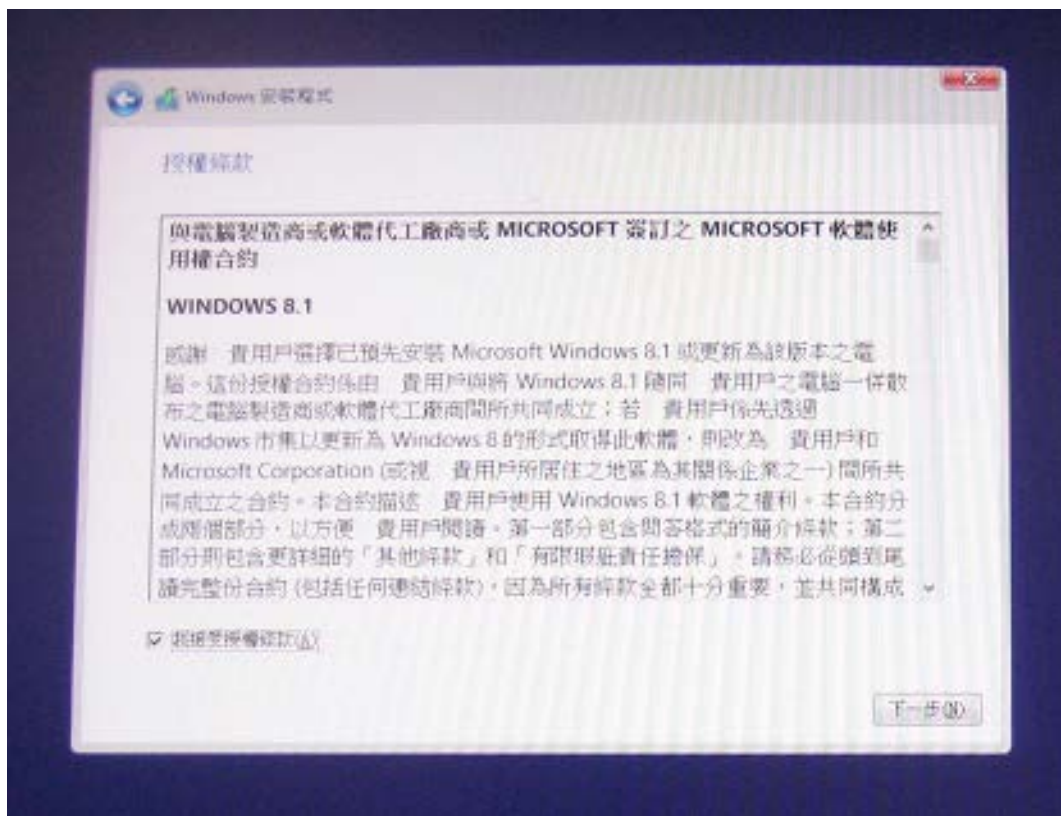 Windows 安裝程式
授權條款
與電腦製造商或軟體代工廠商或 MICROSOFT 簽訂之 MICROSOFT 軟體使
用權合約
WINDOWS 8.1
感謝 貴用戶選擇已預先安裝 Microsoft Windows 8.1 或更新為該版本之電
腦。這份授權合約係由 貴用戶與將 Windows 8.1 隨同 貴用戶之電腦一併散
布之電腦製造商或軟體代工廠商間所共同成立；若 貴用戶係先透過
Windows 市集以更新為 Windows 8 的形式取得此軟體，則改為 貴用戶和
Microsoft Corporation (或視 貴用戶所居住之地區為其關係企業之一) 間所共
同成立之合約。本合約描述 貴用戶使用 Windows 8.1 軟體之權利。本合約分
成兩個部分，以方便 貴用戶閱讀。第一部分包含問答格式的簡介條款；第二
部分則包含更詳細的「其他條款」和「有限瑕疵責任擔保」。請務必從頭到尾
讀完整份合約 (包括任何連結條款)，因為所有條款全都十分重要，並共同構成
我接受授權條款(A)
下一步(N)